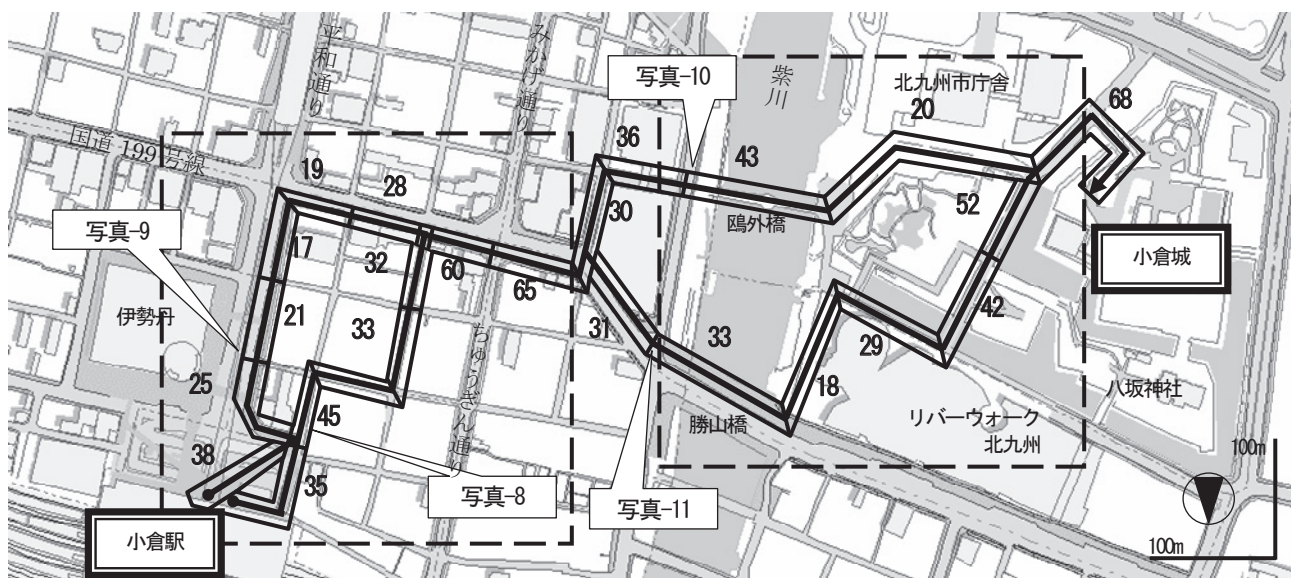 平和通り
みかげ通り
紫川
写真-10
北九州市庁舎
20
68
36
43
国道199号線
19
28
写真-9
17
32
30
52
鴎外橋
小倉城
60
65
21
33
伊勢丹
31
33
42
29
25
45
ちゅうぎん通り
18
八坂神社
勝山橋
リバーウォーク
北九州
38
35
写真-8
写真-11
小倉駅
100m
100m